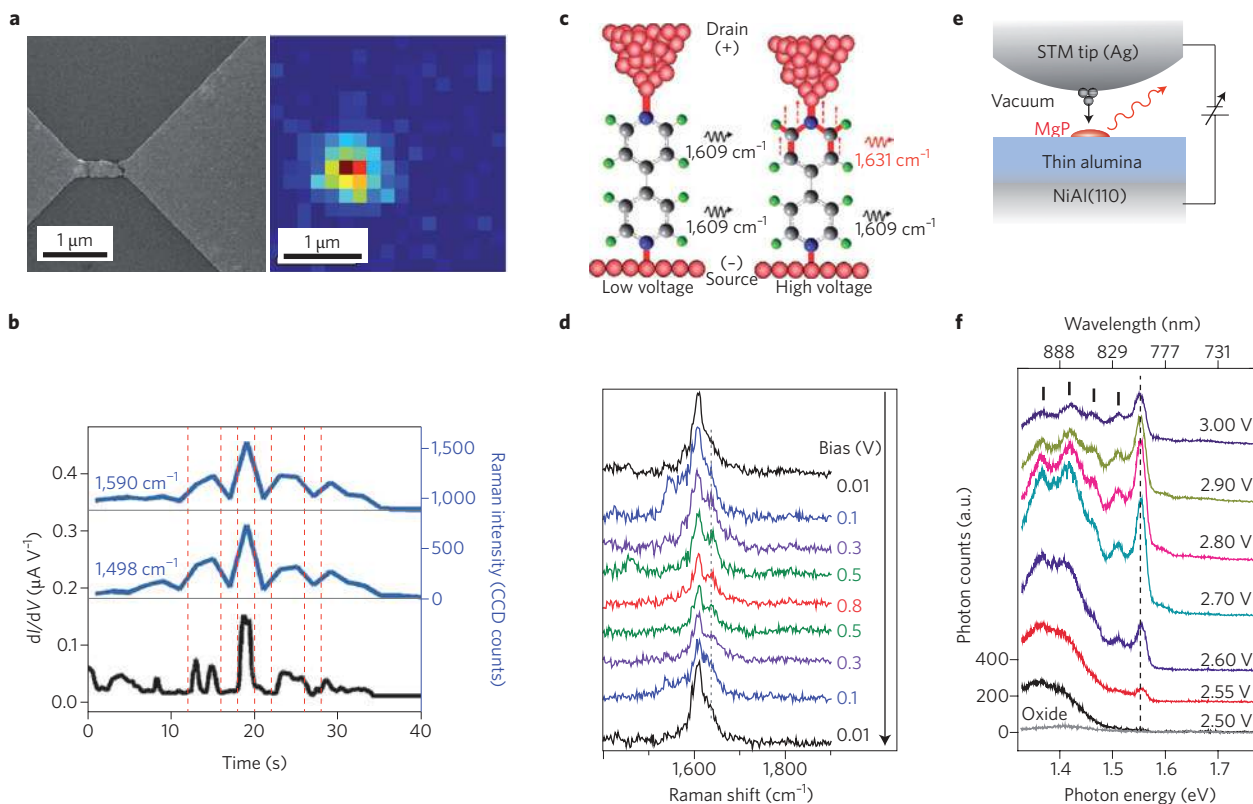 a
1 µm
1 µm
b
0.4
0.3
0.2
0.1
0.0
dI/dV (µA V⁻¹)
1,590 cm⁻¹
1,498 cm⁻¹
1,500
1,000
500
0
Raman intensity (CCD counts)
0
10
20
30
40
Time (s)
c
Drain
(+)
1,609 cm⁻¹
1,631 cm⁻¹
1,609 cm⁻¹
1,609 cm⁻¹
(–)
Low voltage
Source
High voltage
d
Bias (V)
0.01
0.1
0.3
0.5
0.8
0.5
0.3
0.1
0.01
1,600
1,800
Raman shift (cm⁻¹)
e
STM tip (Ag)
Vacuum
MgP
Thin alumina
NiAl(110)
f
Wavelength (nm)
888
829
777
731
3.00 V
2.90 V
2.80 V
2.70 V
2.60 V
2.55 V
2.50 V
Photon counts (a.u.)
400
200
0
Oxide
1.4
1.5
1.6
1.7
Photon energy (eV)